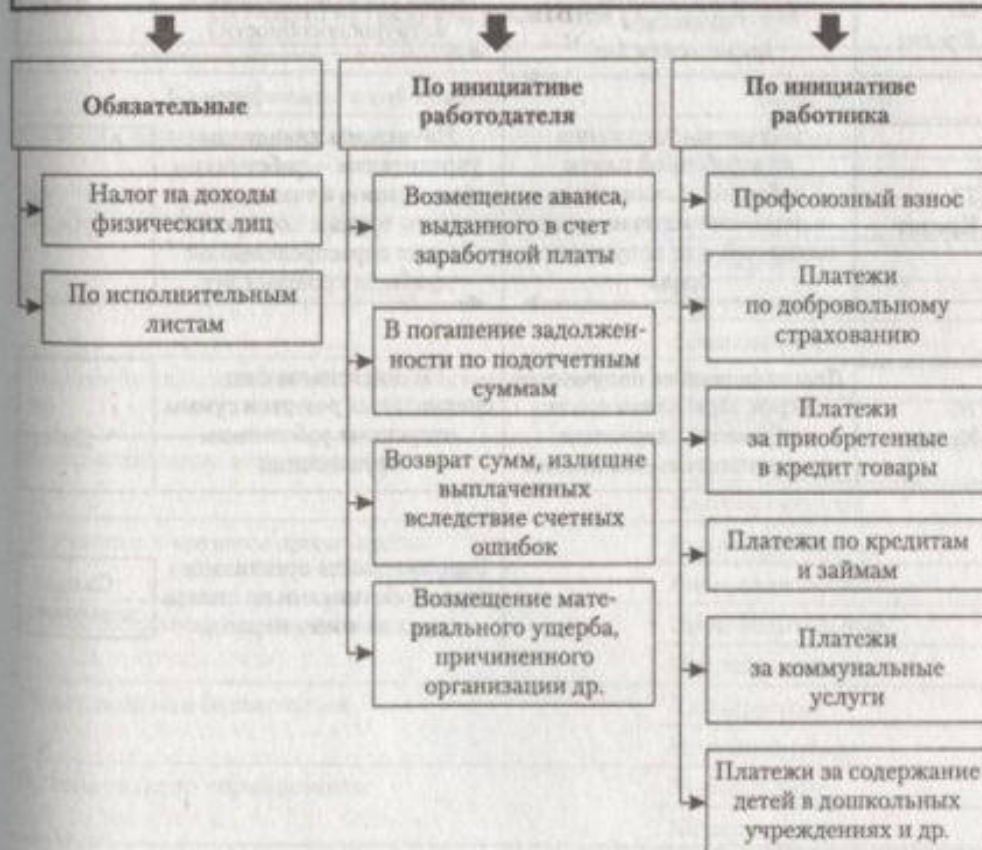 Обязательные
Налог на доходы
физических лиц
По исполнительным
листам
По инициативе
работодателя
Возмещение аванса,
выданного в счет
заработной платы
В погашение задолжен-
ности по подотчетным
суммам
Возврат сумм, излишне
выплаченных
вследствие счетных
ошибок
Возмещение мате-
риального ущерба,
причиненного
организации др.
По инициативе
работника
Профсоюзный взнос
Платежи
по добровольному
страхованию
Платежи
за приобретенные
в кредит товары
Платежи по кредитам
и займам
Платежи
за коммунальные
услуги
Платежи за содержание
детей в дошкольных
учреждениях и др.